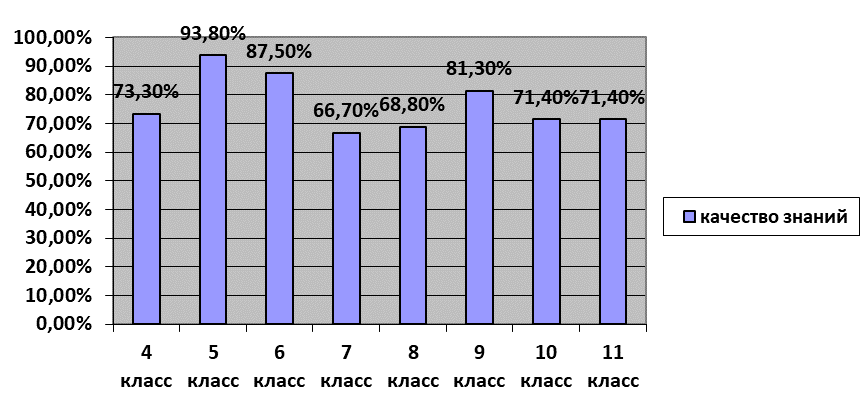 100,00%
90,00%
80,00%
70,00%
60,00%
50,00%
40,00%
30,00%
20,00%
10,00%
0,00%
73,30%
93,80%
87,50%
66,70%
68,80%
81,30%
71,40%
71,40%
4 класс
5 класс
6 класс
7 класс
8 класс
9 класс
10 класс
11 класс
качество знаний